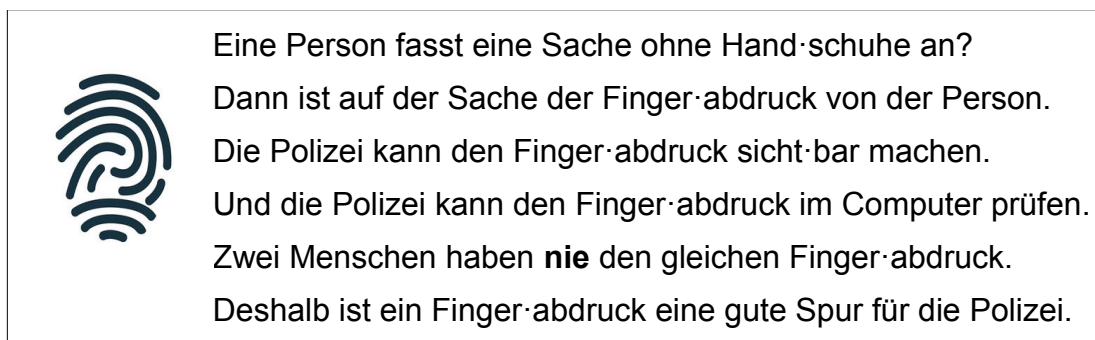 Eine Person fasst eine Sache ohne Hand·schuhe an?
Dann ist auf der Sache der Finger·abdruck von der Person.
Die Polizei kann den Finger·abdruck sicht·bar machen.
Und die Polizei kann den Finger·abdruck im Computer prüfen.
Zwei Menschen haben nie den gleichen Finger·abdruck.
Deshalb ist ein Finger·abdruck eine gute Spur für die Polizei.